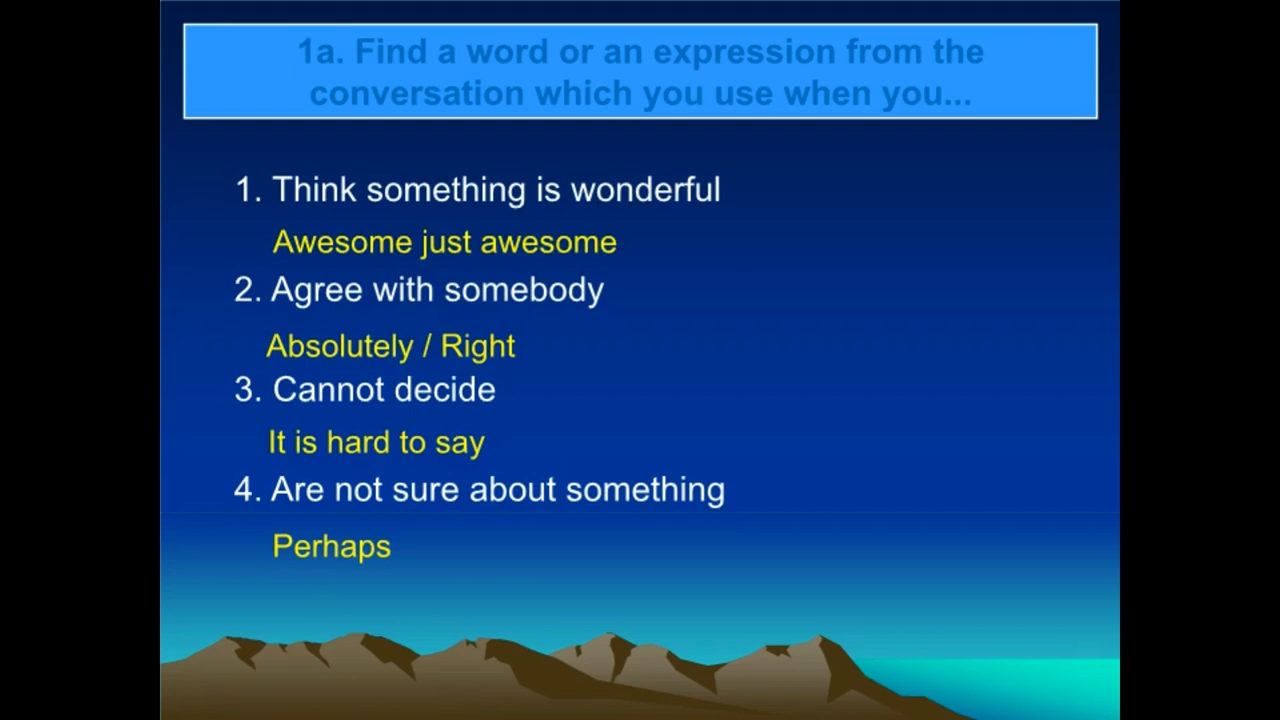 1a. Find a word or an expression from the
conversation which you use when you...
1. Think something is wonderful
Awesome just awesome
2. Agree with somebody
Absolutely / Right
3. Cannot decide
It is hard to say
4. Are not sure about something
Perhaps